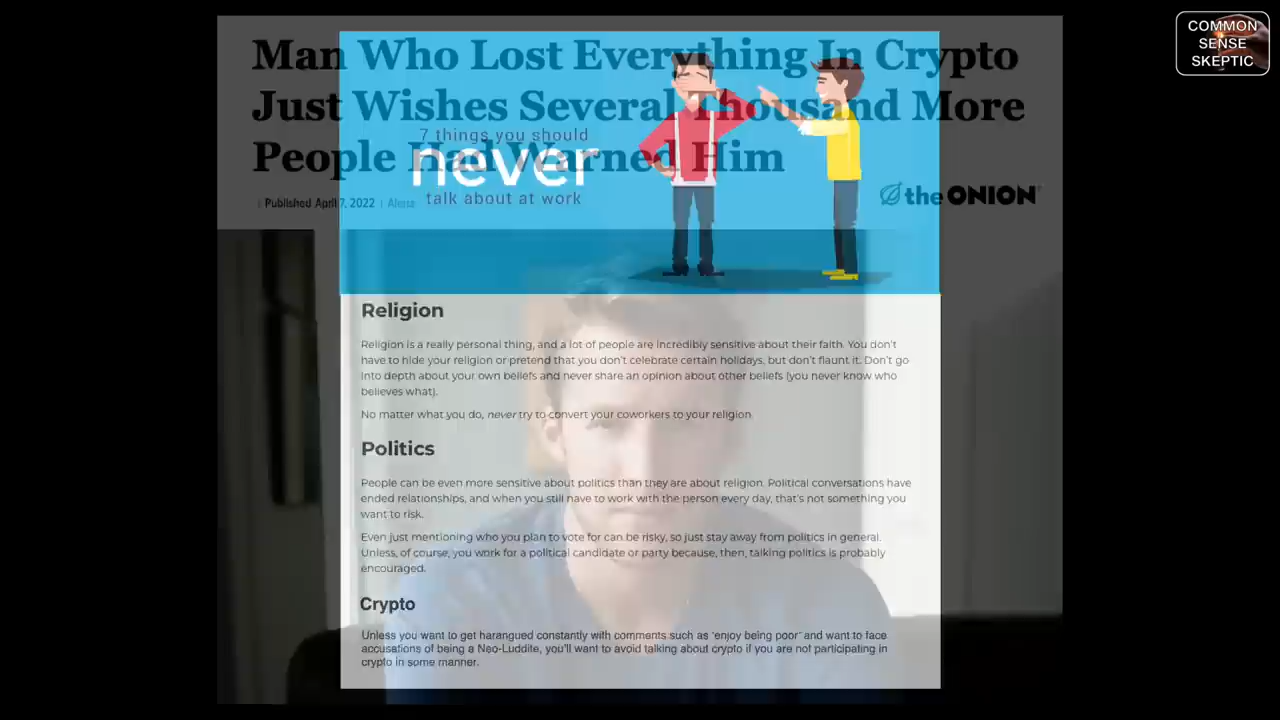 COMMON
SENSE
SKEPTIC
Man Who Lost Everything In Crypto
Just Wishes Several Thousand More
People Had Warned Him
Published April 7, 2022 | Alerts
the ONION
7 things you should
never
talk about at work
Religion
Religion is a really personal thing, and a lot of people are incredibly sensitive about their faith. You don't
have to hide your religion or pretend that you don't celebrate certain holidays, but don't flaunt it. Don't go
into depth about your own beliefs and never share an opinion about other beliefs (you never know who
believes what).
No matter what you do, never try to convert your coworkers to your religion.
Politics
People can be even more sensitive about politics than they are about religion. Political conversations have
ended relationships, and when you still have to work with the person every day, that's not something you
want to risk.
Even just mentioning who you plan to vote for can be risky, so just stay away from politics in general.
Unless, of course, you work for a political candidate or party because, then, talking politics is probably
encouraged.
Crypto
Unless you want to get harangued constantly with comments such as 'enjoy being poor' and want to face
accusations of being a Neo-Luddite, you'll want to avoid talking about crypto if you are not participating in
crypto in some manner.